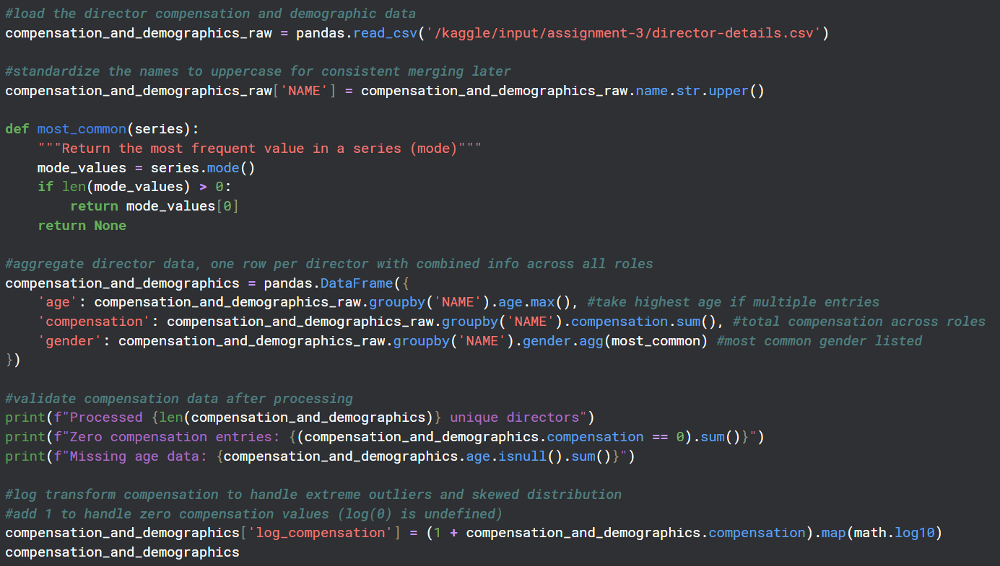 #load the director compensation and demographic data
compensation_and_demographics_raw = pandas.read_csv('/kaggle/input/assignment-3/director-details.csv')

#standardize the names to uppercase for consistent merging later
compensation_and_demographics_raw['NAME'] = compensation_and_demographics_raw.name.str.upper()

def most_common(series):
    """Return the most frequent value in a series (mode)"""
    mode_values = series.mode()
    if len(mode_values) > 0:
        return mode_values[0]
    return None

#aggregate director data, one row per director with combined info across all roles
compensation_and_demographics = pandas.DataFrame({
    'age': compensation_and_demographics_raw.groupby('NAME').age.max(), #take highest age if multiple entries
    'compensation': compensation_and_demographics_raw.groupby('NAME').compensation.sum(), #total compensation across roles
    'gender': compensation_and_demographics_raw.groupby('NAME').gender.agg(most_common) #most common gender listed
})

#validate compensation data after processing
print(f"Processed {len(compensation_and_demographics)} unique directors")
print(f"Zero compensation entries: {(compensation_and_demographics.compensation == 0).sum()}")
print(f"Missing age data: {compensation_and_demographics.age.isnull().sum()}")

#log transform compensation to handle extreme outliers and skewed distribution
#add 1 to handle zero compensation values (log(0) is undefined)
compensation_and_demographics['log_compensation'] = (1 + compensation_and_demographics.compensation).map(math.log10)
compensation_and_demographics